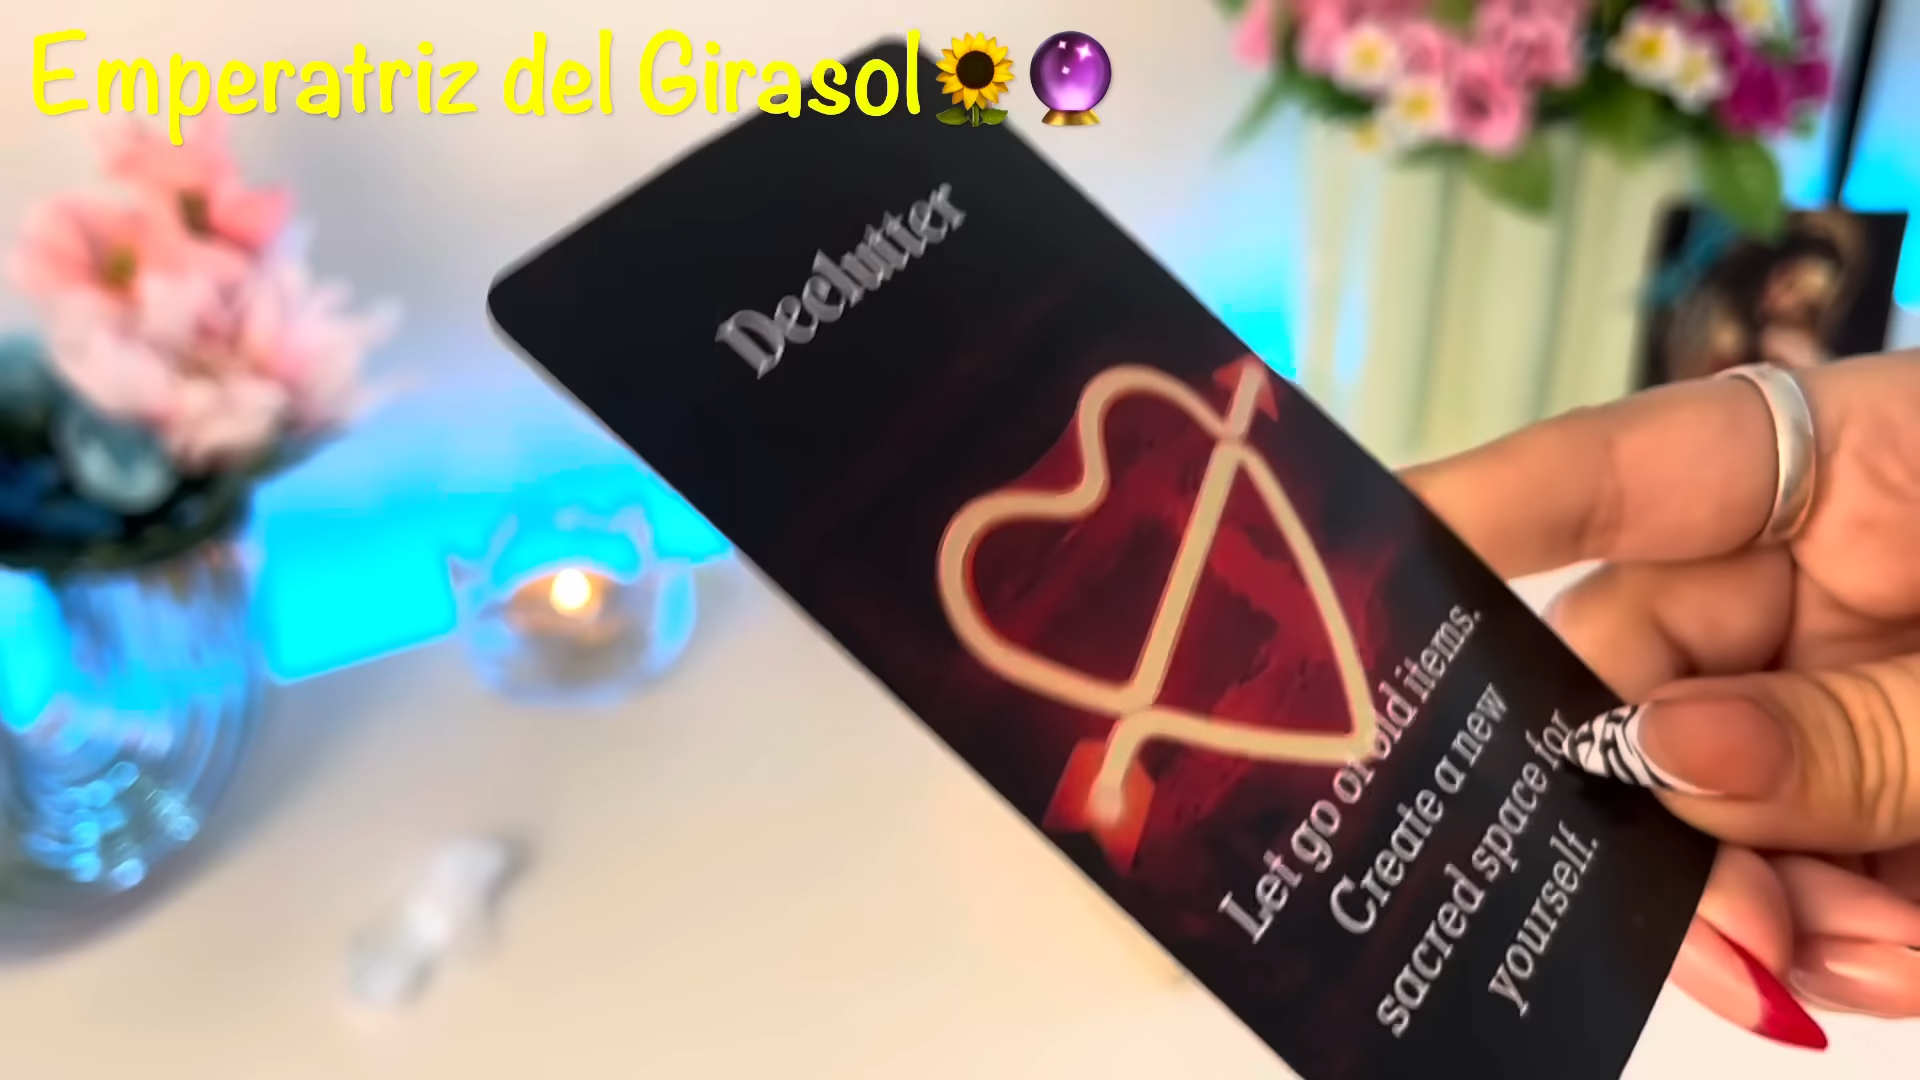 Emperatriz del Girasol🌻🔮
Declutter
Let go of old items.
Create a new
sacred space for
yourself.